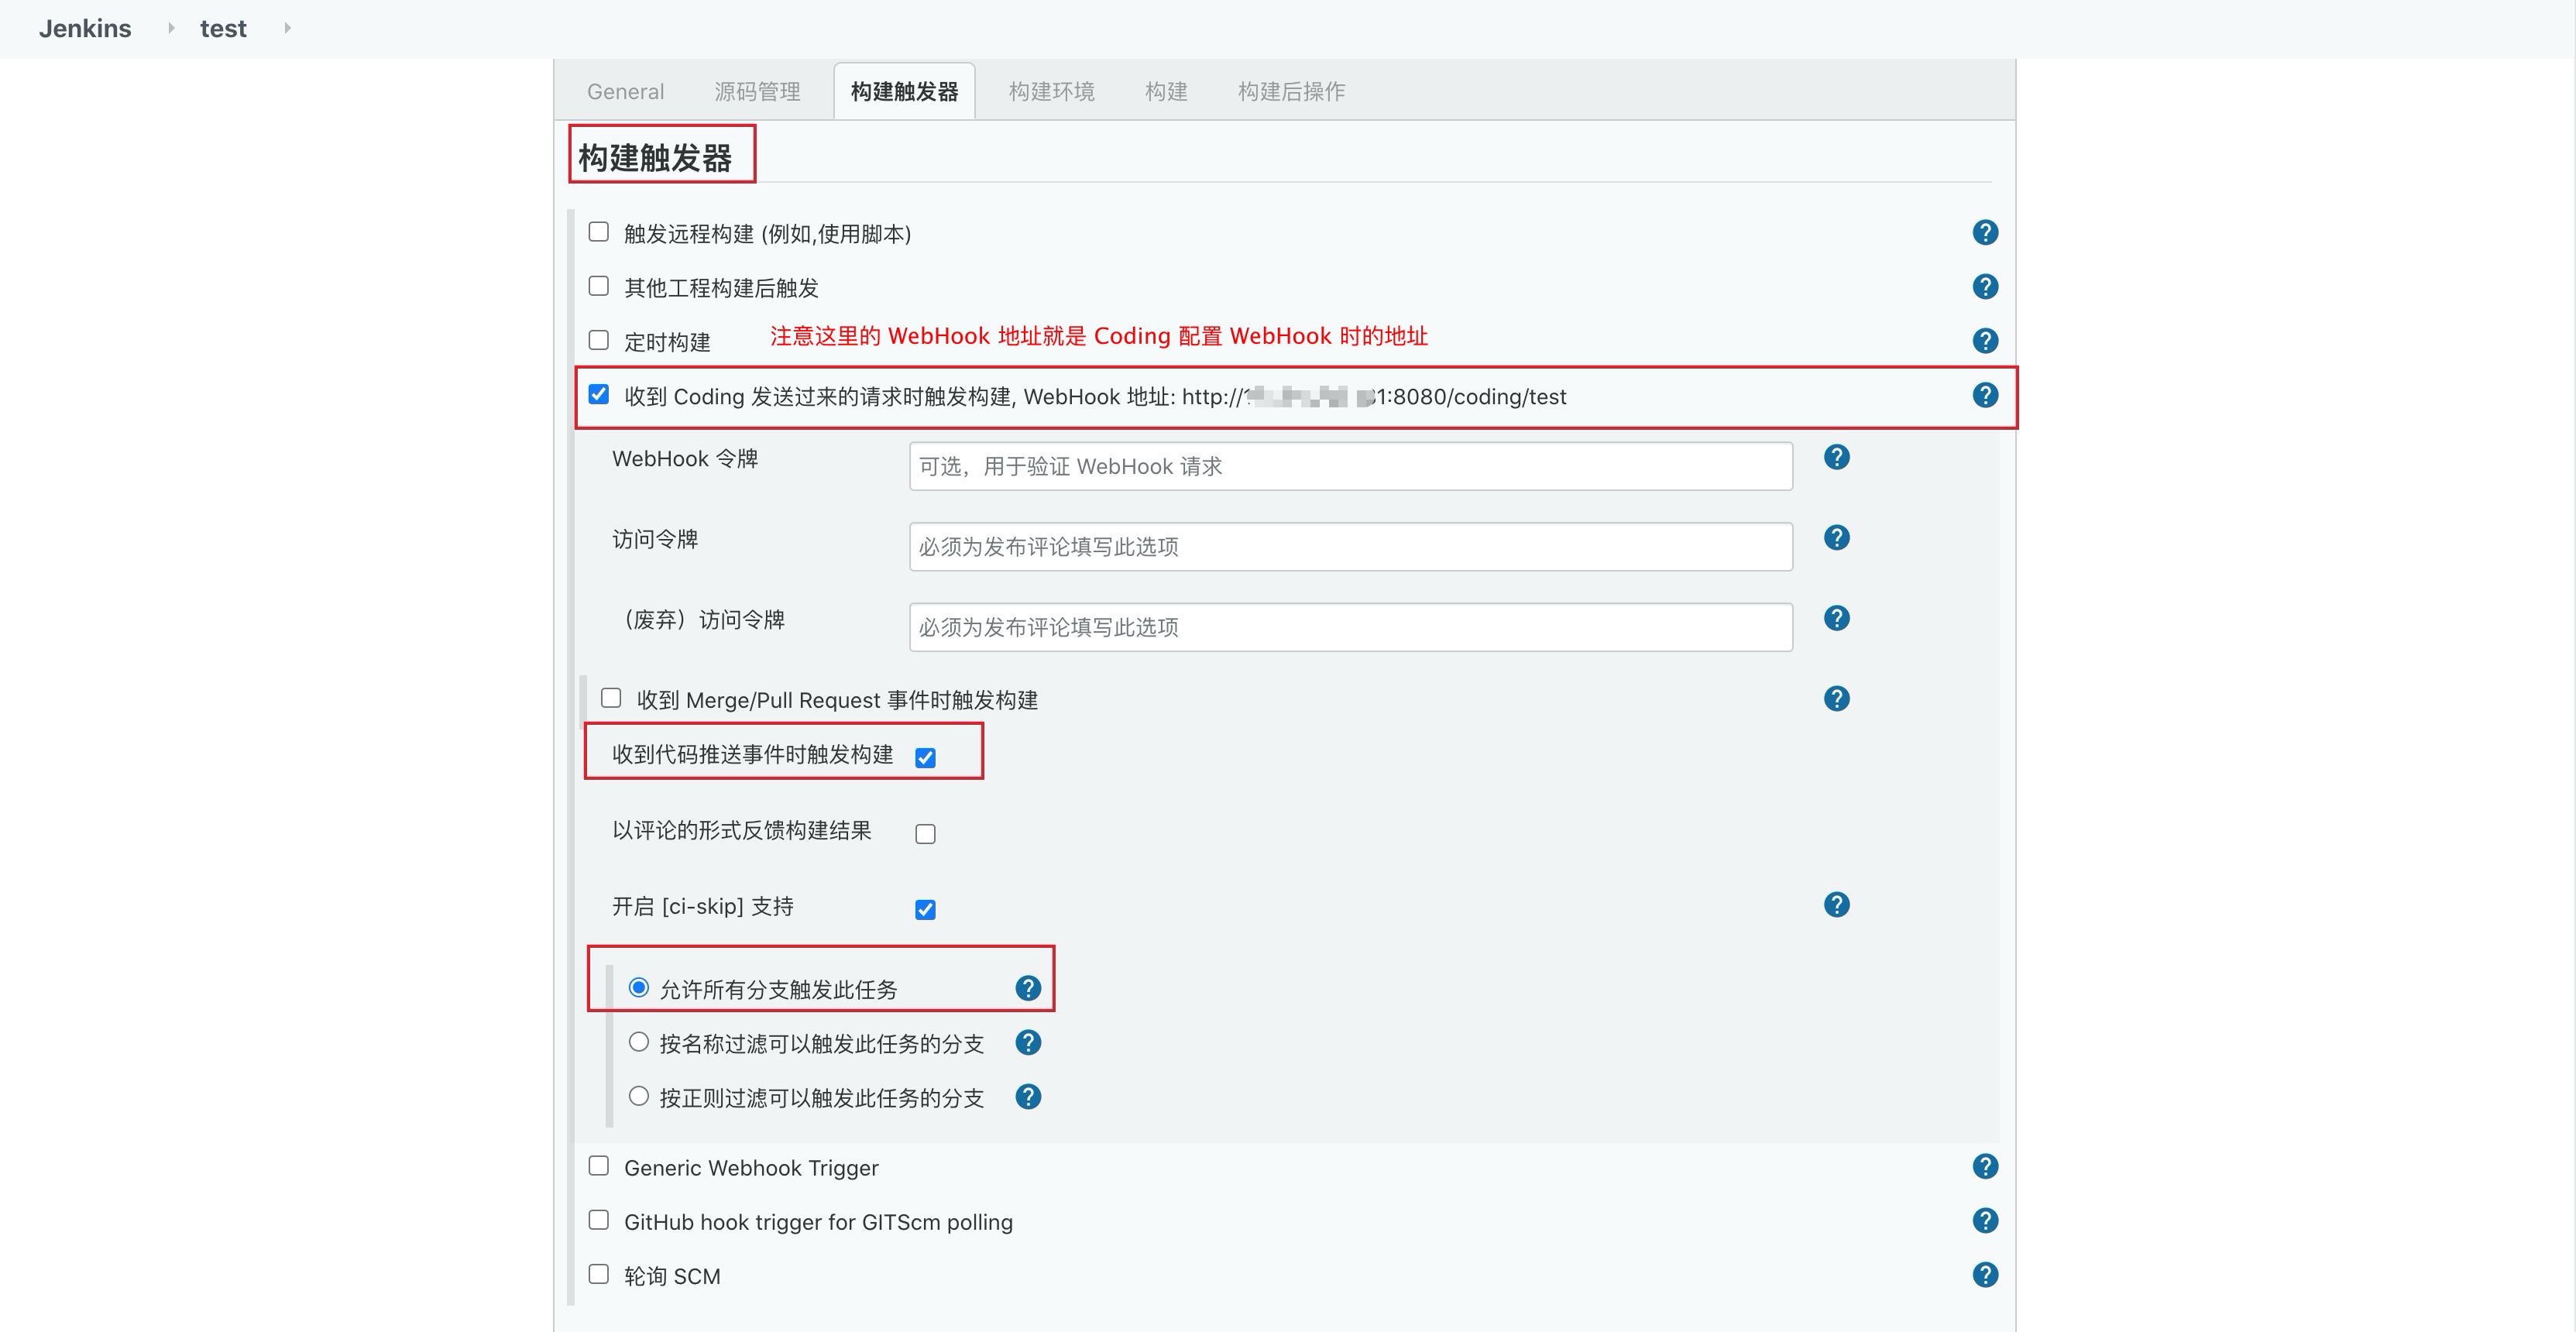 Jenkins test
General 源码管理 构建触发器 构建环境 构建 构建后操作
构建触发器
触发远程构建 (例如,使用脚本)
其他工程构建后触发
定时构建 注意这里的 WebHook 地址就是 Coding 配置 WebHook 时的地址
收到 Coding 发送过来的请求时触发构建, WebHook 地址: http:// 1:8080/coding/test
WebHook 令牌 可选，用于验证 WebHook 请求
访问令牌 必须为发布评论填写此选项
（废弃）访问令牌 必须为发布评论填写此选项
收到 Merge/Pull Request 事件时触发构建
收到代码推送事件时触发构建
以评论的形式反馈构建结果
开启 [ci-skip] 支持
允许所有分支触发此任务
按名称过滤可以触发此任务的分支
按正则过滤可以触发此任务的分支
Generic Webhook Trigger
GitHub hook trigger for GITScm polling
轮询 SCM